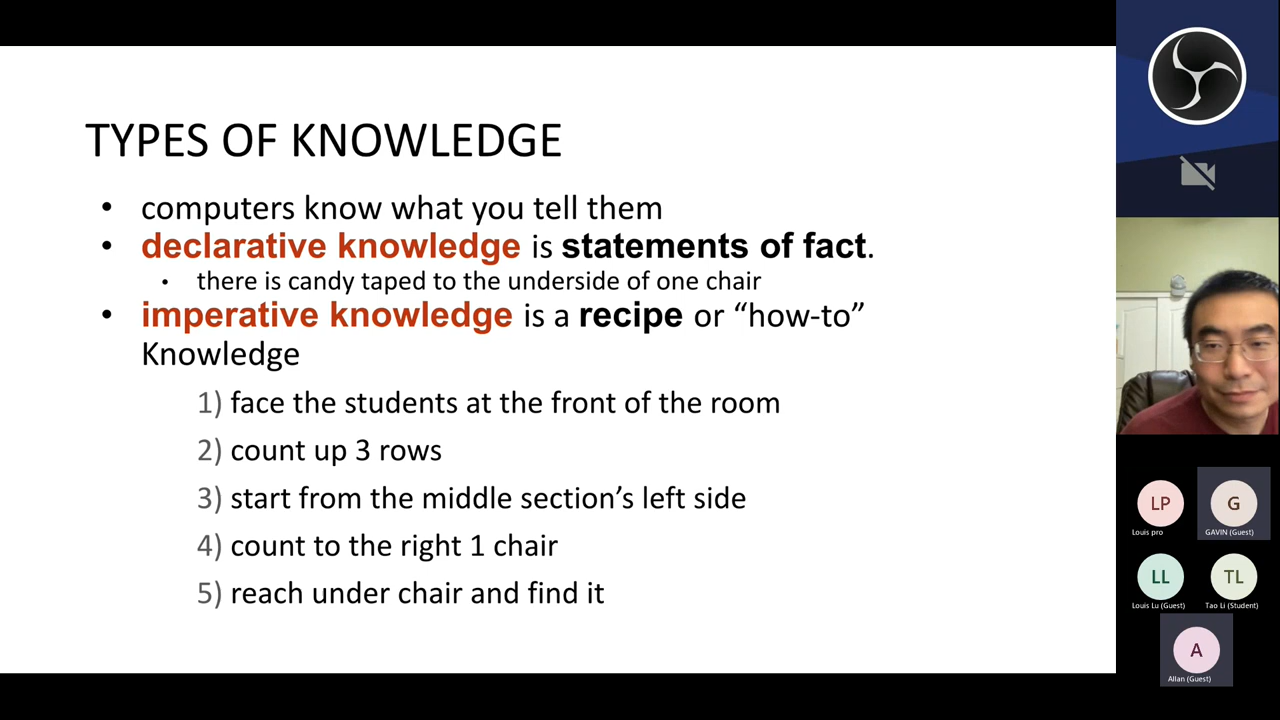 TYPES OF KNOWLEDGE
• computers know what you tell them
• declarative knowledge is statements of fact.
• there is candy taped to the underside of one chair
• imperative knowledge is a recipe or “how-to”
Knowledge
1) face the students at the front of the room
2) count up 3 rows
3) start from the middle section’s left side
4) count to the right 1 chair
5) reach under chair and find it
LP
Louis pro
G
GAVIN (Guest)
LL
Louis Lu (Guest)
TL
Tao Li (Student)
A
Allan (Guest)